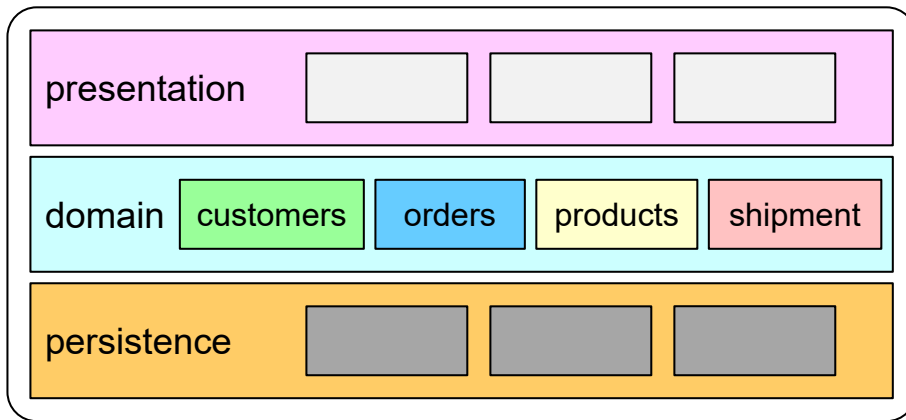 presentation
domain
customers
orders
products
shipment
persistence